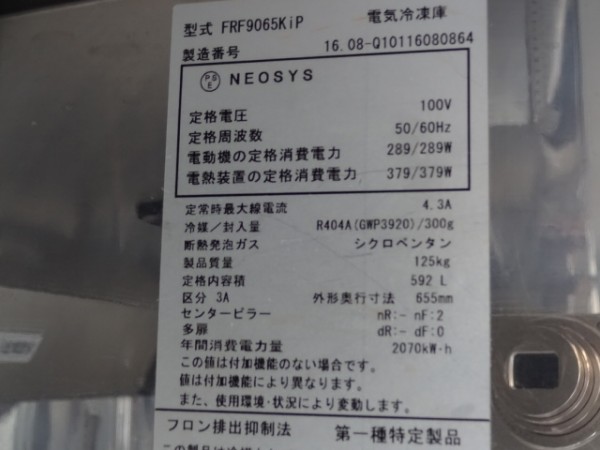 型式 FRF9065KiP 電気冷凍庫
製造番号 16.08-Q10116080864
PS E NEOSYS
定格電圧 100V
定格周波数 50/60Hz
電動機の定格消費電力 289/289W
電熱装置の定格消費電力 379/379W
定常時最大線電流 4.3A
冷媒/封入量 R404A(GWP3920)/300g
断熱発泡ガス シクロペンタン
製品質量 125kg
定格内容積 592 L
区分 3A 外形奥行寸法 655mm
センターピラー nR:- nF:2
多扉 dR:- dF:0
年間消費電力量 2070kW·h
この値は付加機能のない場合です。
値は付加機能により異なります。
また、使用環境・状況により変動します。
フロン排出抑制法 第一種特定製品